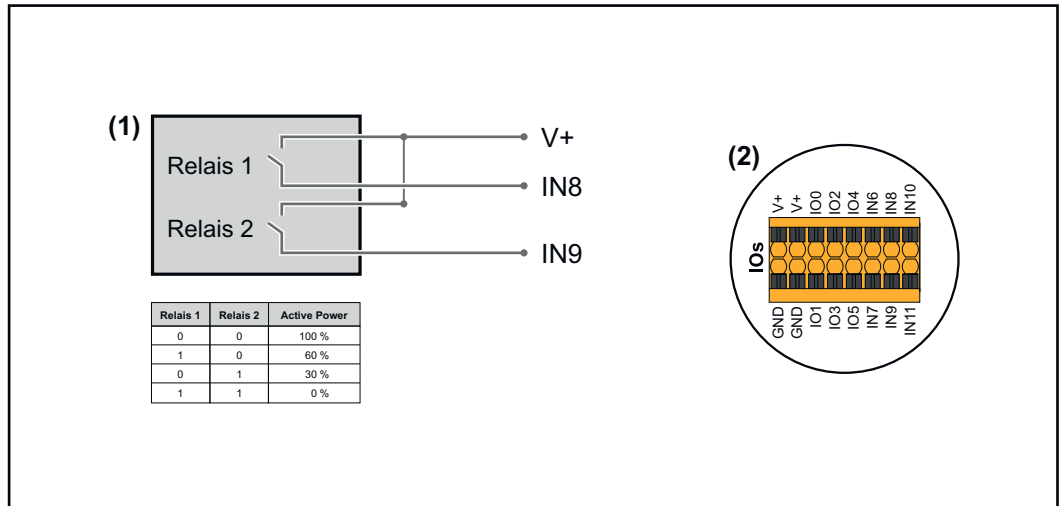 (1)
Relais 1
Relais 2
V+
IN8
IN9
Relais 1 Relais 2 Active Power
0 0 100 %
1 0 60 %
0 1 30 %
1 1 0 %
(2)
V+ V+ IO0 IO2 IO4 IN6 IN8 IN10
IOs
GND GND IO1 IO3 IO5 IN7 IN9 IN11